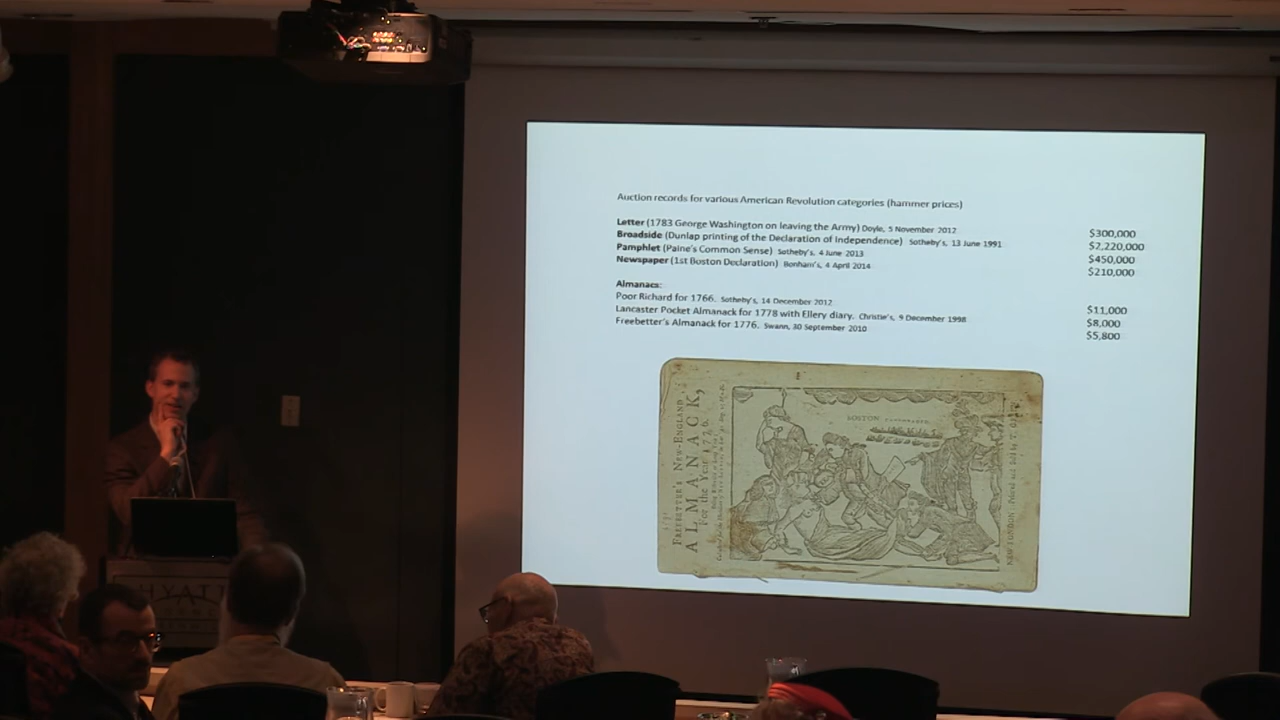 Auction records for various American Revolution categories (hammer prices)
Letter (1783 George Washington on leaving the Army) Doyle, 5 November 2012 $300,000
Broadside (Dunlap printing of the Declaration of Independence) Sotheby's, 13 June 1991 $2,220,000
Pamphlet (Paine's Common Sense) Sotheby's, 4 June 2013 $450,000
Newspaper (1st Boston Declaration) Bonham's, 4 April 2014 $210,000
Almanacs:
Poor Richard for 1766. Sotheby's, 14 December 2012 $11,000
Lancaster Pocket Almanack for 1778 with Ellery diary. Christie's, 9 December 1998 $8,000
Freebetter's Almanack for 1776. Swann, 30 September 2010 $5,800
FREEBETTER's NEW-ENGLAND
ALMANACK,
For the Year 1776.
BOSTON
NEW-LONDON: Printed and Sold by T.
HYATT